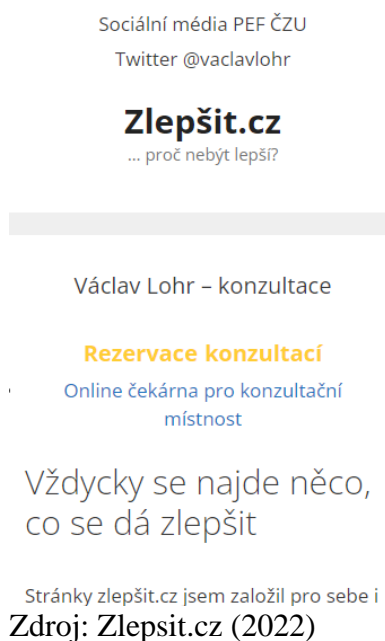 Sociální média PEF ČZU
Twitter @vaclavlohr
Zlepšit.cz
... proč nebýt lepší?
Václav Lohr – konzultace
Rezervace konzultací
Online čekárna pro konzultační
místnost
Vždycky se najde něco,
co se dá zlepšit
Stránky zlepšit.cz jsem založil pro sebe i
Zdroj: Zlepsit.cz (2022)